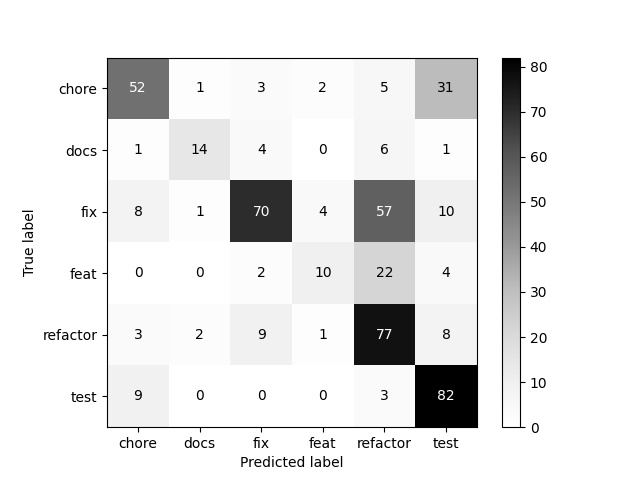 chore 52 1 3 2 5 31
docs 1 14 4 0 6 1
fix 8 1 70 4 57 10
feat 0 0 2 10 22 4
refactor 3 2 9 1 77 8
test 9 0 0 0 3 82
chore docs fix feat refactor test
Predicted label
True label
80
70
60
50
40
30
20
10
0